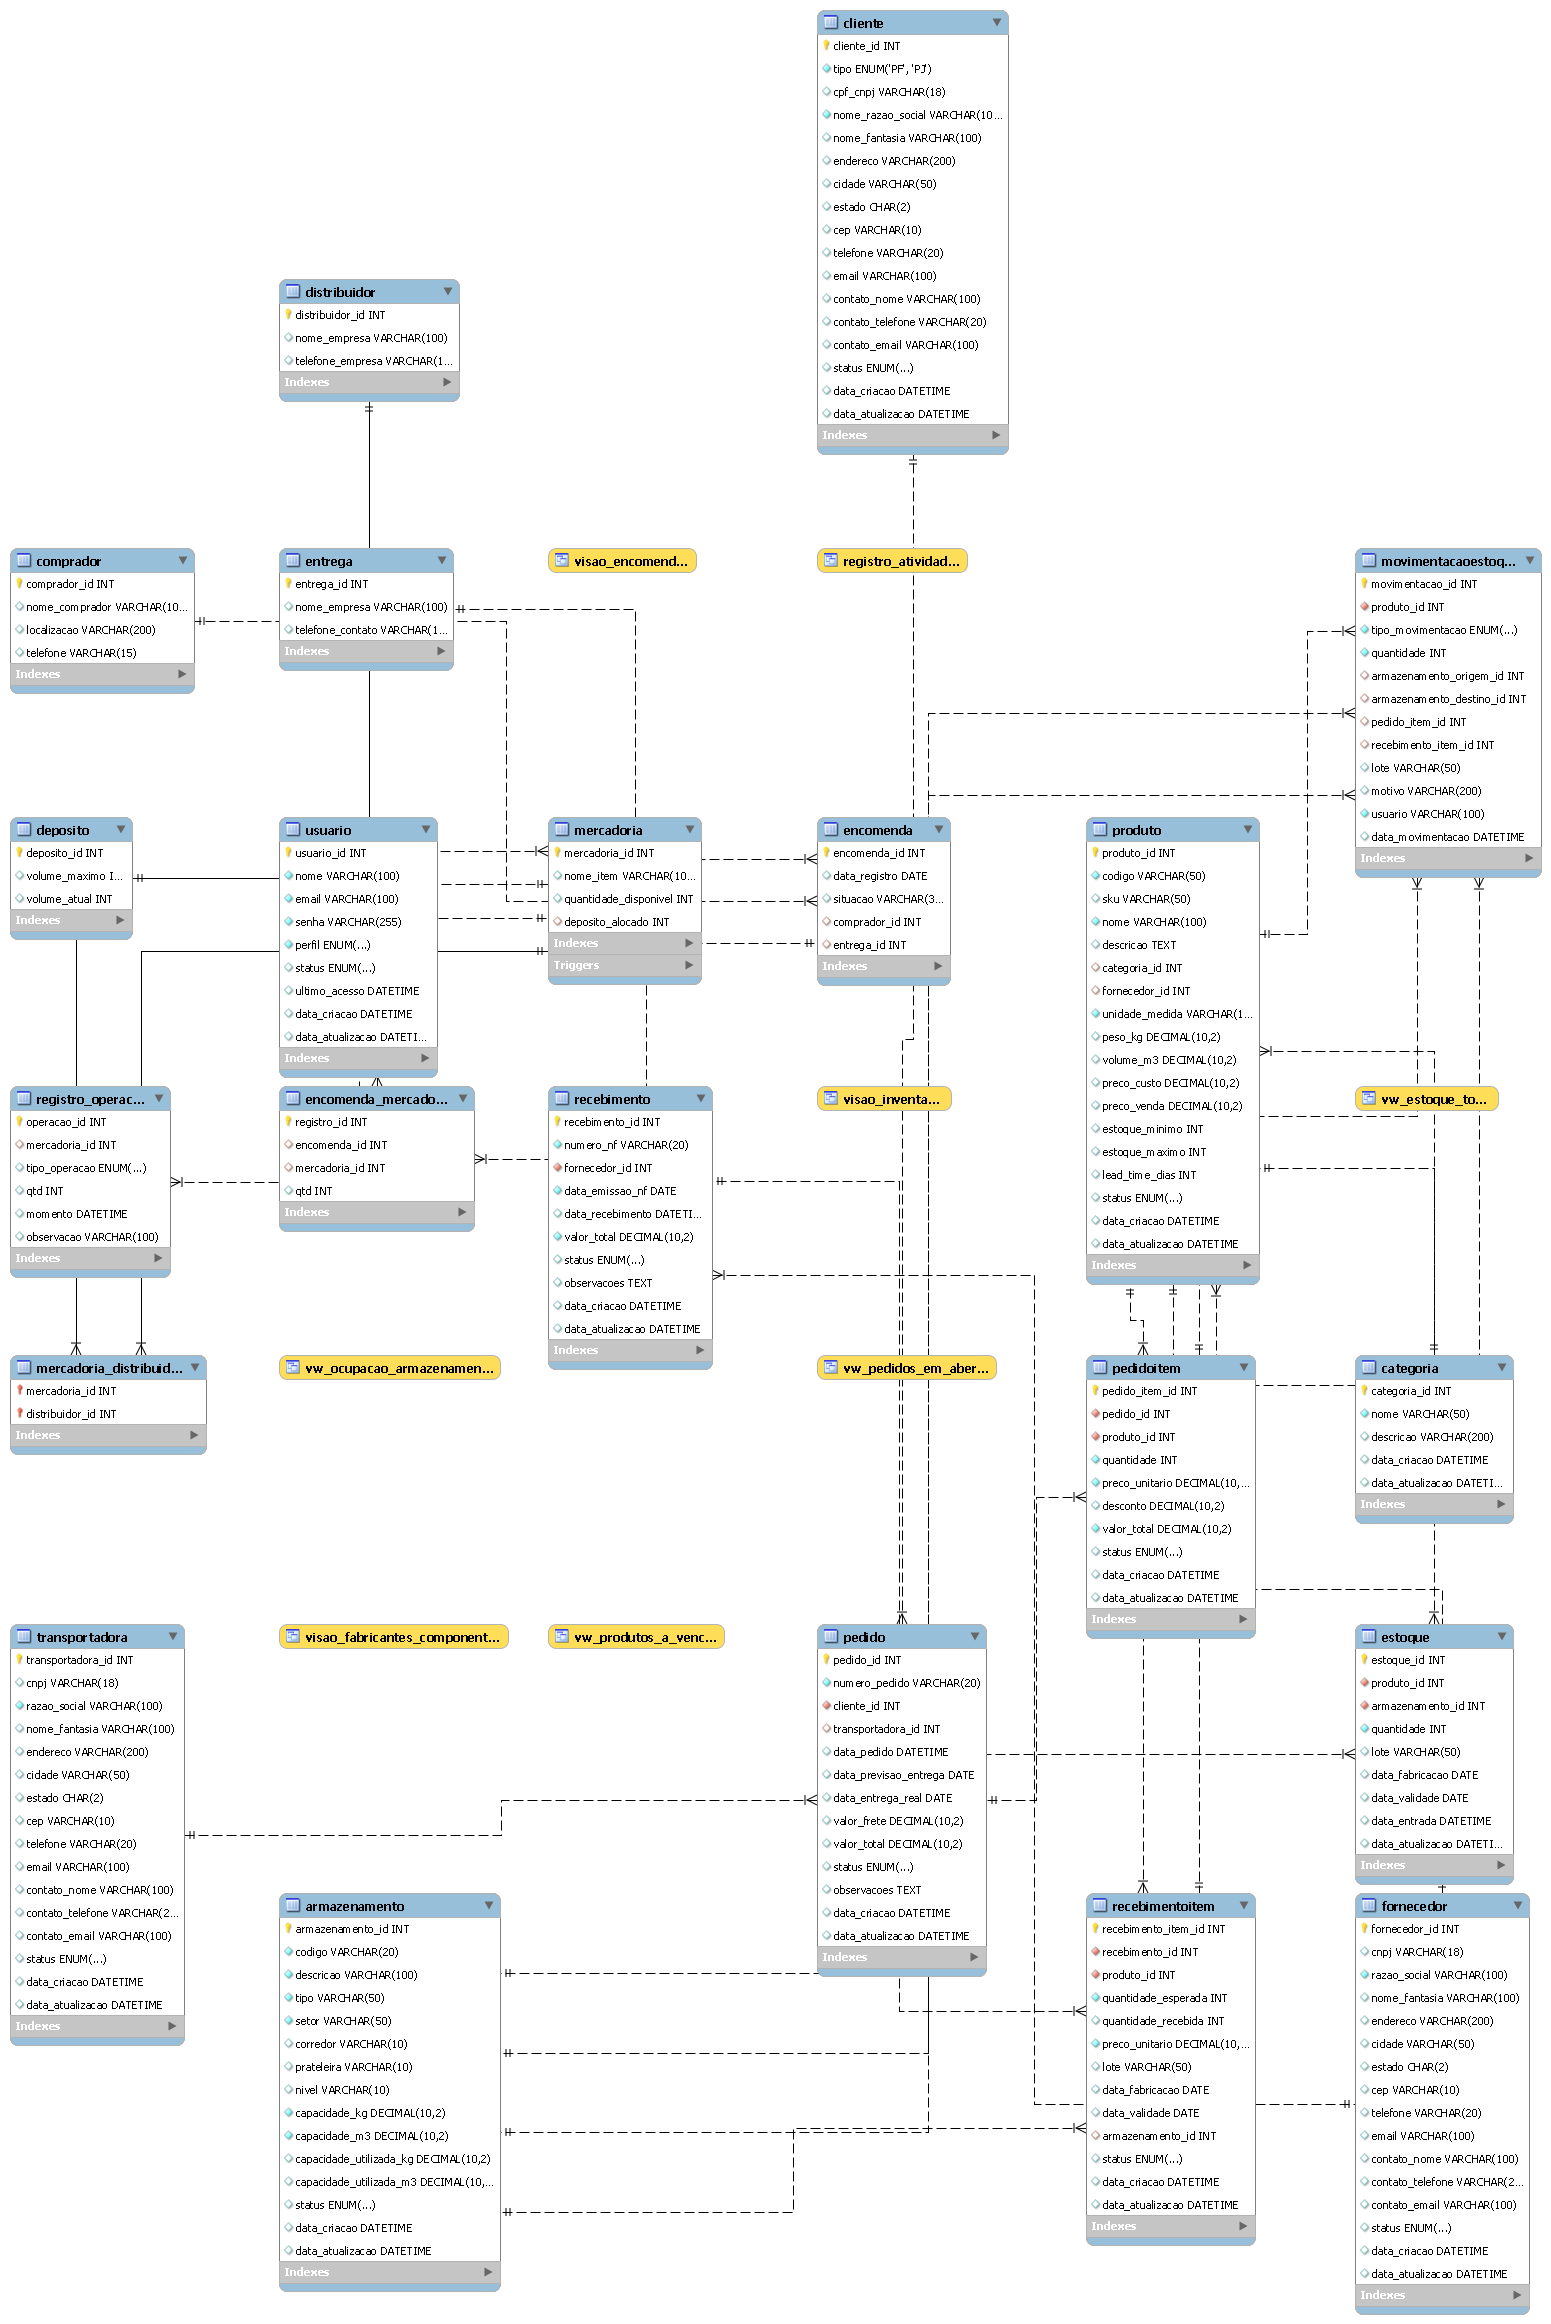 cliente
cliente_id INT
tipo ENUM('PF', 'PJ')
cpf_cnpj VARCHAR(18)
nome_razao_social VARCHAR(10...
nome_fantasia VARCHAR(100)
endereco VARCHAR(200)
cidade VARCHAR(50)
estado CHAR(2)
cep VARCHAR(10)
telefone VARCHAR(20)
email VARCHAR(100)
contato_nome VARCHAR(100)
contato_telefone VARCHAR(20)
contato_email VARCHAR(100)
status ENUM(...)
data_criacao DATETIME
data_atualizacao DATETIME
Indexes
distribuidor
distribuidor_id INT
nome_empresa VARCHAR(100)
telefone_empresa VARCHAR(1...
Indexes
comprador
comprador_id INT
nome_comprador VARCHAR(10...
localizacao VARCHAR(200)
telefone VARCHAR(15)
Indexes
entrega
entrega_id INT
nome_empresa VARCHAR(100)
telefone_contato VARCHAR(1...
Indexes
visao_encomend...
registro_atividad...
movimentacaoestoq...
movimentacao_id INT
produto_id INT
tipo_movimentacao ENUM(...)
quantidade INT
armazenamento_origem_id INT
armazenamento_destino_id INT
pedido_item_id INT
recebimento_item_id INT
lote VARCHAR(50)
motivo VARCHAR(200)
usuario VARCHAR(100)
data_movimentacao DATETIME
Indexes
deposito
deposito_id INT
volume_maximo I...
volume_atual INT
Indexes
usuario
usuario_id INT
nome VARCHAR(100)
email VARCHAR(100)
senha VARCHAR(255)
perfil ENUM(...)
status ENUM(...)
ultimo_acesso DATETIME
data_criacao DATETIME
data_atualizacao DATETI...
Indexes
mercadoria
mercadoria_id INT
nome_item VARCHAR(10...
quantidade_disponivel INT
deposito_alocado INT
Indexes
Triggers
encomenda
encomenda_id INT
data_registro DATE
situacao VARCHAR(3...
comprador_id INT
entrega_id INT
Indexes
produto
produto_id INT
codigo VARCHAR(50)
sku VARCHAR(50)
nome VARCHAR(100)
descricao TEXT
categoria_id INT
fornecedor_id INT
unidade_medida VARCHAR(1...
peso_kg DECIMAL(10,2)
volume_m3 DECIMAL(10,2)
preco_custo DECIMAL(10,2)
preco_venda DECIMAL(10,2)
estoque_minimo INT
estoque_maximo INT
lead_time_dias INT
status ENUM(...)
data_criacao DATETIME
data_atualizacao DATETIME
Indexes
registro_operac...
operacao_id INT
mercadoria_id INT
tipo_operacao ENUM(...)
qtd INT
momento DATETIME
observacao VARCHAR(100)
Indexes
encomenda_mercado...
registro_id INT
encomenda_id INT
mercadoria_id INT
qtd INT
Indexes
recebimento
recebimento_id INT
numero_nf VARCHAR(20)
fornecedor_id INT
data_emissao_nf DATE
data_recebimento DATETI...
valor_total DECIMAL(10,2)
status ENUM(...)
observacoes TEXT
data_criacao DATETIME
data_atualizacao DATETIME
Indexes
visao_inventa...
vw_estoque_to...
mercadoria_distribuid...
mercadoria_id INT
distribuidor_id INT
Indexes
vw_ocupacao_armazenamen...
vw_pedidos_em_aber...
pedidoitem
pedido_item_id INT
pedido_id INT
produto_id INT
quantidade INT
preco_unitario DECIMAL(10,...
desconto DECIMAL(10,2)
valor_total DECIMAL(10,2)
status ENUM(...)
data_criacao DATETIME
data_atualizacao DATETIME
Indexes
categoria
categoria_id INT
nome VARCHAR(50)
descricao VARCHAR(200)
data_criacao DATETIME
data_atualizacao DATETI...
Indexes
transportadora
transportadora_id INT
cnpj VARCHAR(18)
razao_social VARCHAR(100)
nome_fantasia VARCHAR(100)
endereco VARCHAR(200)
cidade VARCHAR(50)
estado CHAR(2)
cep VARCHAR(10)
telefone VARCHAR(20)
email VARCHAR(100)
contato_nome VARCHAR(100)
contato_telefone VARCHAR(2...
contato_email VARCHAR(100)
status ENUM(...)
data_criacao DATETIME
data_atualizacao DATETIME
Indexes
visao_fabricantes_component...
vw_produtos_a_venc...
pedido
pedido_id INT
numero_pedido VARCHAR(20)
cliente_id INT
transportadora_id INT
data_pedido DATETIME
data_previsao_entrega DATE
data_entrega_real DATE
valor_frete DECIMAL(10,2)
valor_total DECIMAL(10,2)
status ENUM(...)
observacoes TEXT
data_criacao DATETIME
data_atualizacao DATETIME
Indexes
estoque
estoque_id INT
produto_id INT
armazenamento_id INT
quantidade INT
lote VARCHAR(50)
data_fabricacao DATE
data_validade DATE
data_entrada DATETIME
data_atualizacao DATETI...
Indexes
armazenamento
armazenamento_id INT
codigo VARCHAR(20)
descricao VARCHAR(100)
tipo VARCHAR(50)
setor VARCHAR(50)
corredor VARCHAR(10)
prateleira VARCHAR(10)
nivel VARCHAR(10)
capacidade_kg DECIMAL(10,2)
capacidade_m3 DECIMAL(10,2)
capacidade_utilizada_kg DECIMAL(10,2)
capacidade_utilizada_m3 DECIMAL(10,...
status ENUM(...)
data_criacao DATETIME
data_atualizacao DATETIME
Indexes
recebimentoitem
recebimento_item_id INT
recebimento_id INT
produto_id INT
quantidade_esperada INT
quantidade_recebida INT
preco_unitario DECIMAL(10,...
lote VARCHAR(50)
data_fabricacao DATE
data_validade DATE
armazenamento_id INT
status ENUM(...)
data_criacao DATETIME
data_atualizacao DATETIME
Indexes
fornecedor
fornecedor_id INT
cnpj VARCHAR(18)
razao_social VARCHAR(100)
nome_fantasia VARCHAR(100)
endereco VARCHAR(200)
cidade VARCHAR(50)
estado CHAR(2)
cep VARCHAR(10)
telefone VARCHAR(20)
email VARCHAR(100)
contato_nome VARCHAR(100)
contato_telefone VARCHAR(2...
contato_email VARCHAR(100)
status ENUM(...)
data_criacao DATETIME
data_atualizacao DATETIME
Indexes